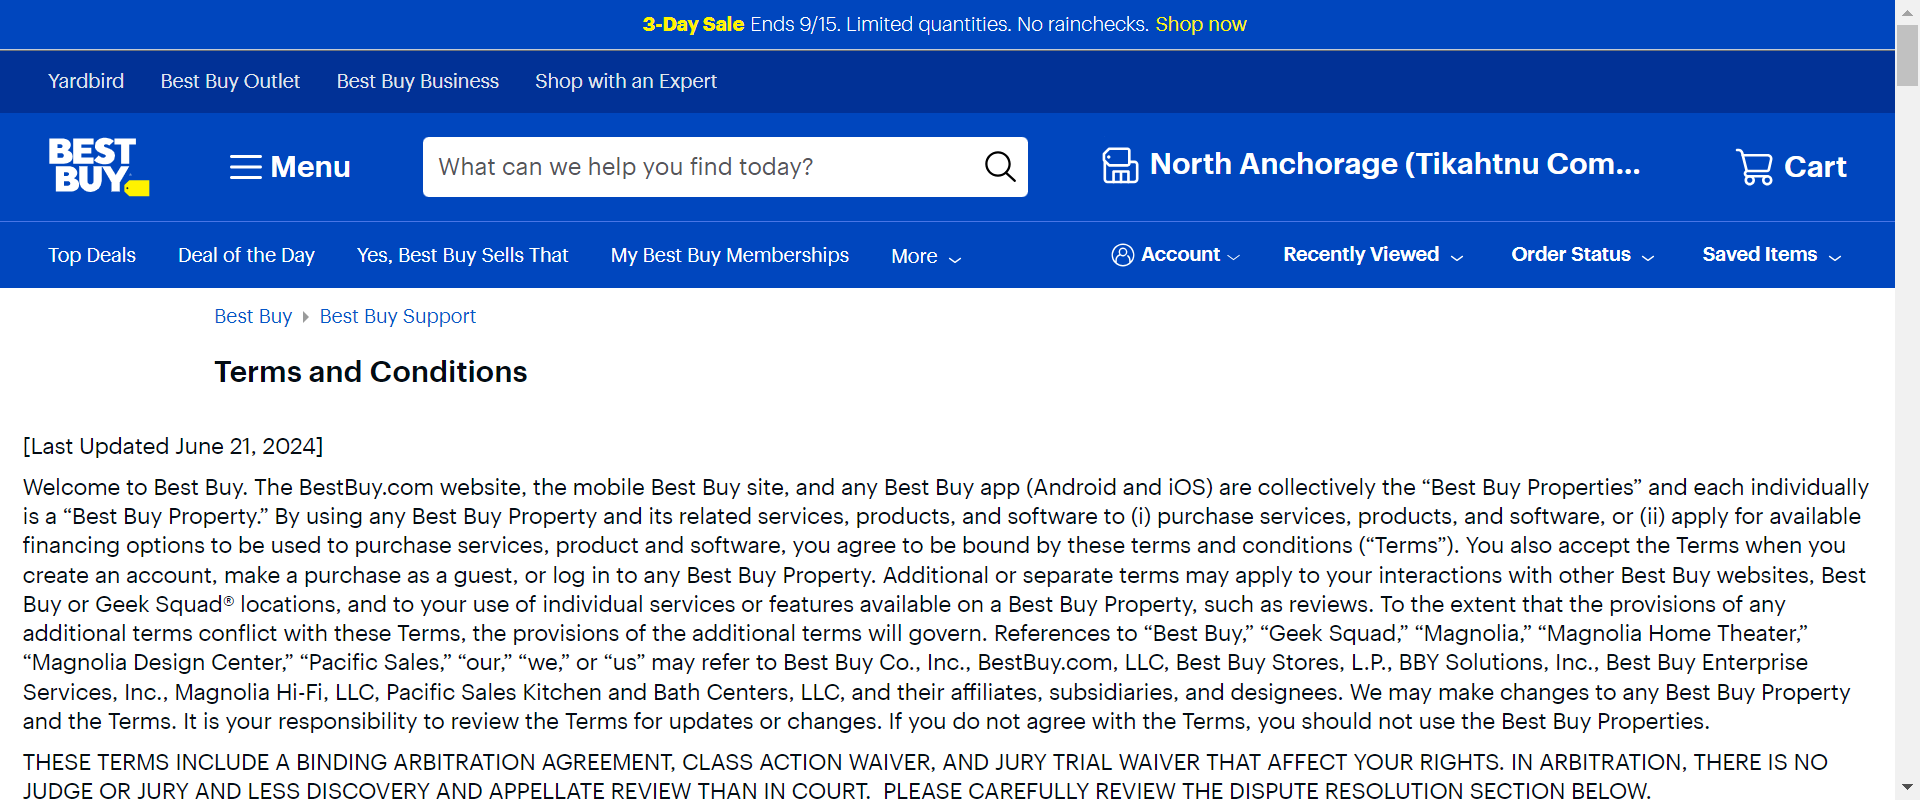 3-Day Sale Ends 9/15. Limited quantities. No rainchecks. Shop now
Yardbird Best Buy Outlet Best Buy Business Shop with an Expert
BEST BUY
Menu
What can we help you find today?
North Anchorage (Tikahtnu Com...
Cart
Top Deals Deal of the Day Yes, Best Buy Sells That My Best Buy Memberships More Account Recently Viewed Order Status Saved Items
Best Buy Best Buy Support
Terms and Conditions
[Last Updated June 21, 2024]
Welcome to Best Buy. The BestBuy.com website, the mobile Best Buy site, and any Best Buy app (Android and iOS) are collectively the “Best Buy Properties” and each individually
is a “Best Buy Property.” By using any Best Buy Property and its related services, products, and software to (i) purchase services, products, and software, or (ii) apply for available
financing options to be used to purchase services, product and software, you agree to be bound by these terms and conditions (“Terms”). You also accept the Terms when you
create an account, make a purchase as a guest, or log in to any Best Buy Property. Additional or separate terms may apply to your interactions with other Best Buy websites, Best
Buy or Geek Squad® locations, and to your use of individual services or features available on a Best Buy Property, such as reviews. To the extent that the provisions of any
additional terms conflict with these Terms, the provisions of the additional terms will govern. References to “Best Buy,” “Geek Squad,” “Magnolia,” “Magnolia Home Theater,”
“Magnolia Design Center,” “Pacific Sales,” “our,” “we,” or “us” may refer to Best Buy Co., Inc., BestBuy.com, LLC, Best Buy Stores, L.P., BBY Solutions, Inc., Best Buy Enterprise
Services, Inc., Magnolia Hi-Fi, LLC, Pacific Sales Kitchen and Bath Centers, LLC, and their affiliates, subsidiaries, and designees. We may make changes to any Best Buy Property
and the Terms. It is your responsibility to review the Terms for updates or changes. If you do not agree with the Terms, you should not use the Best Buy Properties.
THESE TERMS INCLUDE A BINDING ARBITRATION AGREEMENT, CLASS ACTION WAIVER, AND JURY TRIAL WAIVER THAT AFFECT YOUR RIGHTS. IN ARBITRATION, THERE IS NO
JUDGE OR JURY AND LESS DISCOVERY AND APPELLATE REVIEW THAN IN COURT.  PLEASE CAREFULLY REVIEW THE DISPUTE RESOLUTION SECTION BELOW.